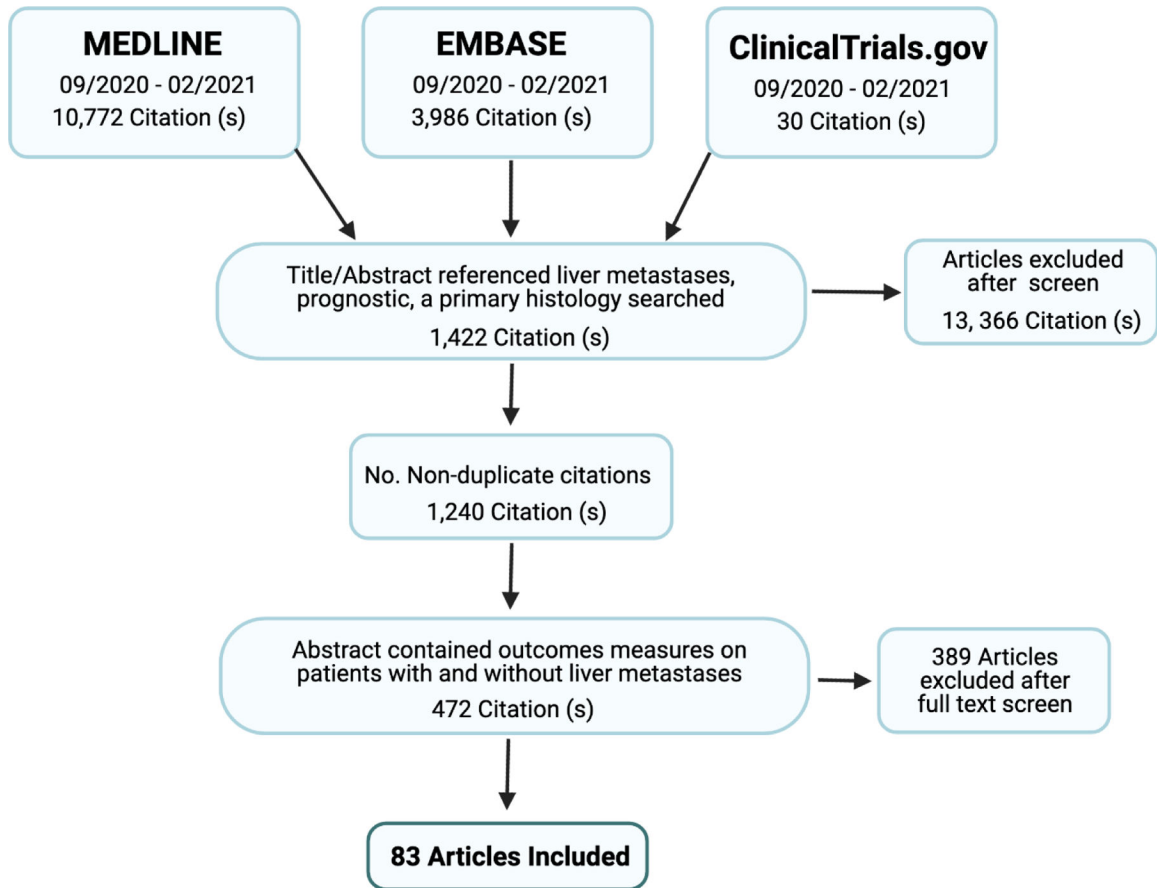 MEDLINE
09/2020 - 02/2021
10,772 Citation (s)
EMBASE
09/2020 - 02/2021
3,986 Citation (s)
ClinicalTrials.gov
09/2020 - 02/2021
30 Citation (s)
Title/Abstract referenced liver metastases,
prognostic, a primary histology searched
1,422 Citation (s)
Articles excluded
after screen
13, 366 Citation (s)
No. Non-duplicate citations
1,240 Citation (s)
Abstract contained outcomes measures on
patients with and without liver metastases
472 Citation (s)
389 Articles
excluded after
full text screen
83 Articles Included